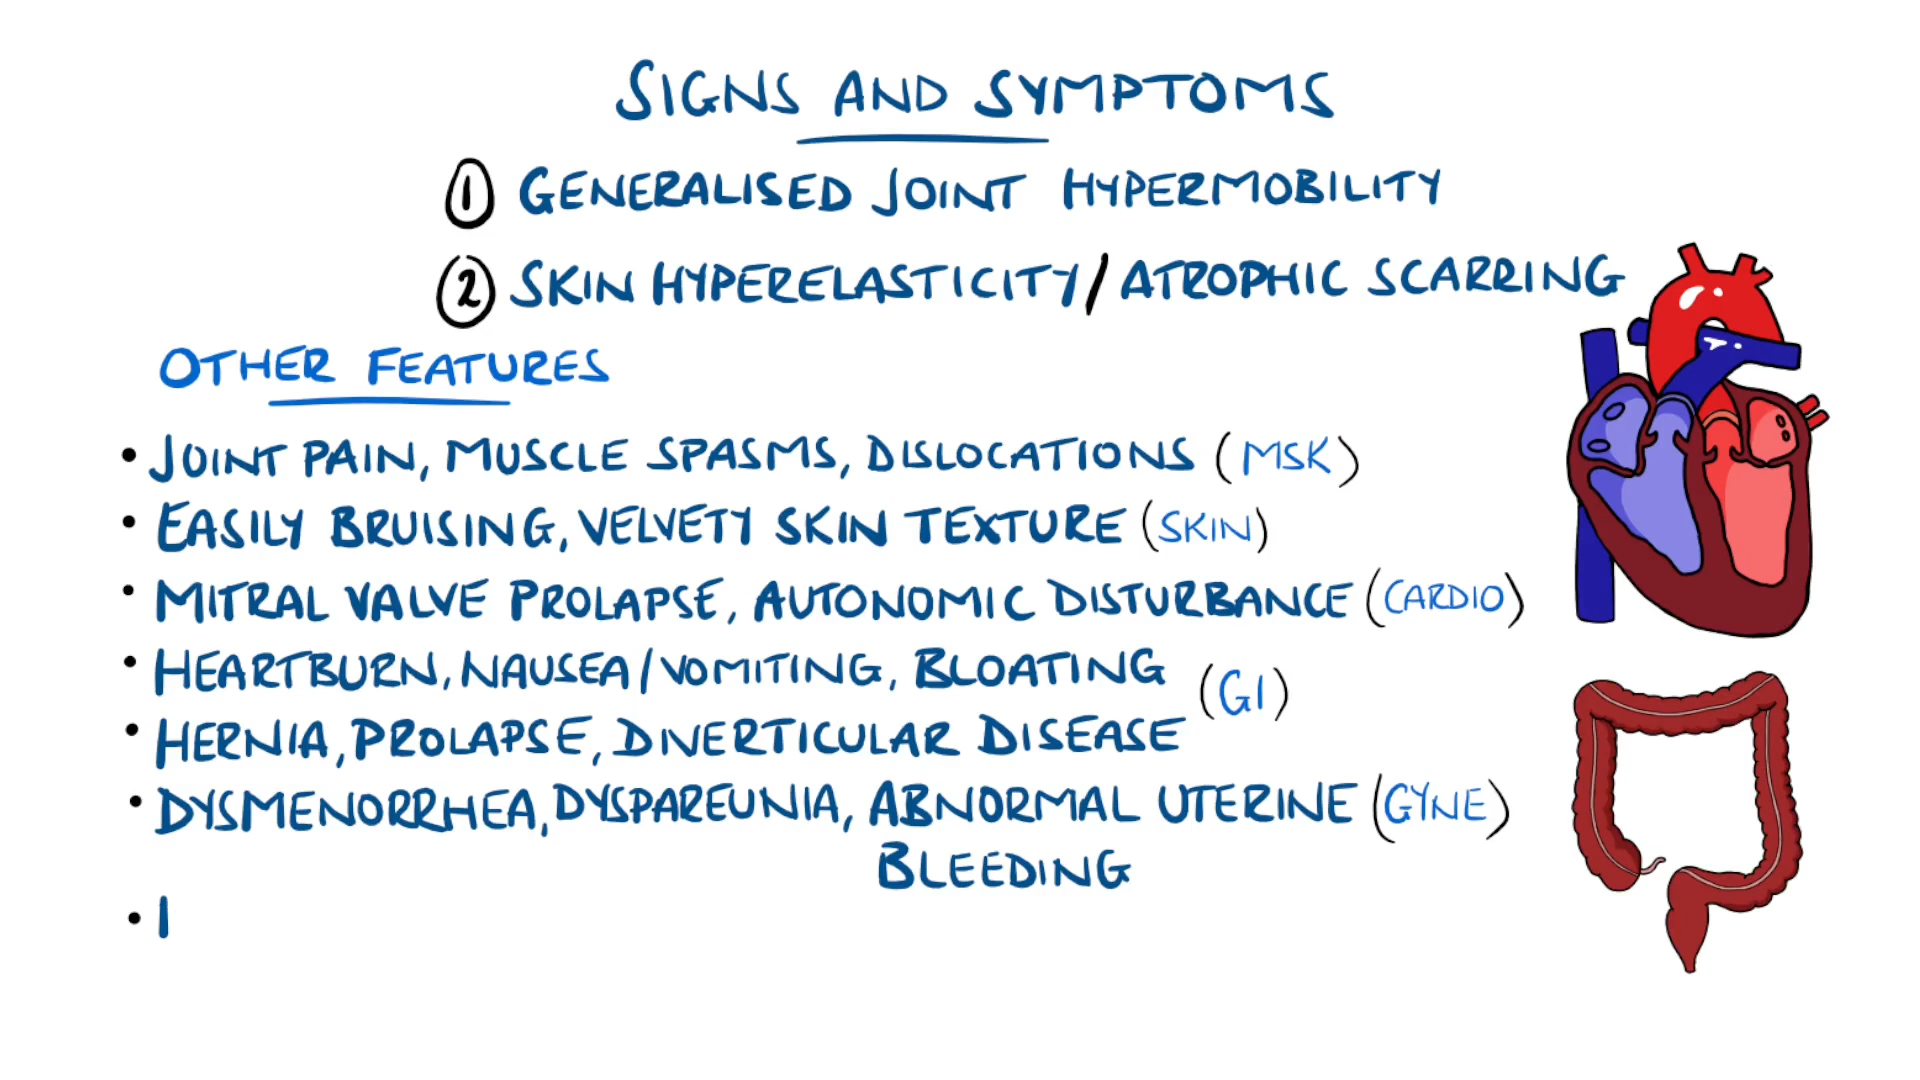 SIGNS AND SYMPTOMS
1 GENERALISED JOINT HYPERMOBILITY
2 SKIN HYPERELASTICITY/ATROPHIC SCARRING
OTHER FEATURES
• JOINT PAIN, MUSCLE SPASMS, DISLOCATIONS (MSK)
• EASILY BRUISING, VELVETY SKIN TEXTURE (SKIN)
• MITRAL VALVE PROLAPSE, AUTONOMIC DISTURBANCE (CARDIO)
• HEARTBURN, NAUSEA/VOMITING, BLOATING
(GI)
• HERNIA, PROLAPSE, DIVERTICULAR DISEASE
• DYSMENORRHEA, DYSPAREUNIA, ABNORMAL UTERINE (GYNE)
BLEEDING
• I